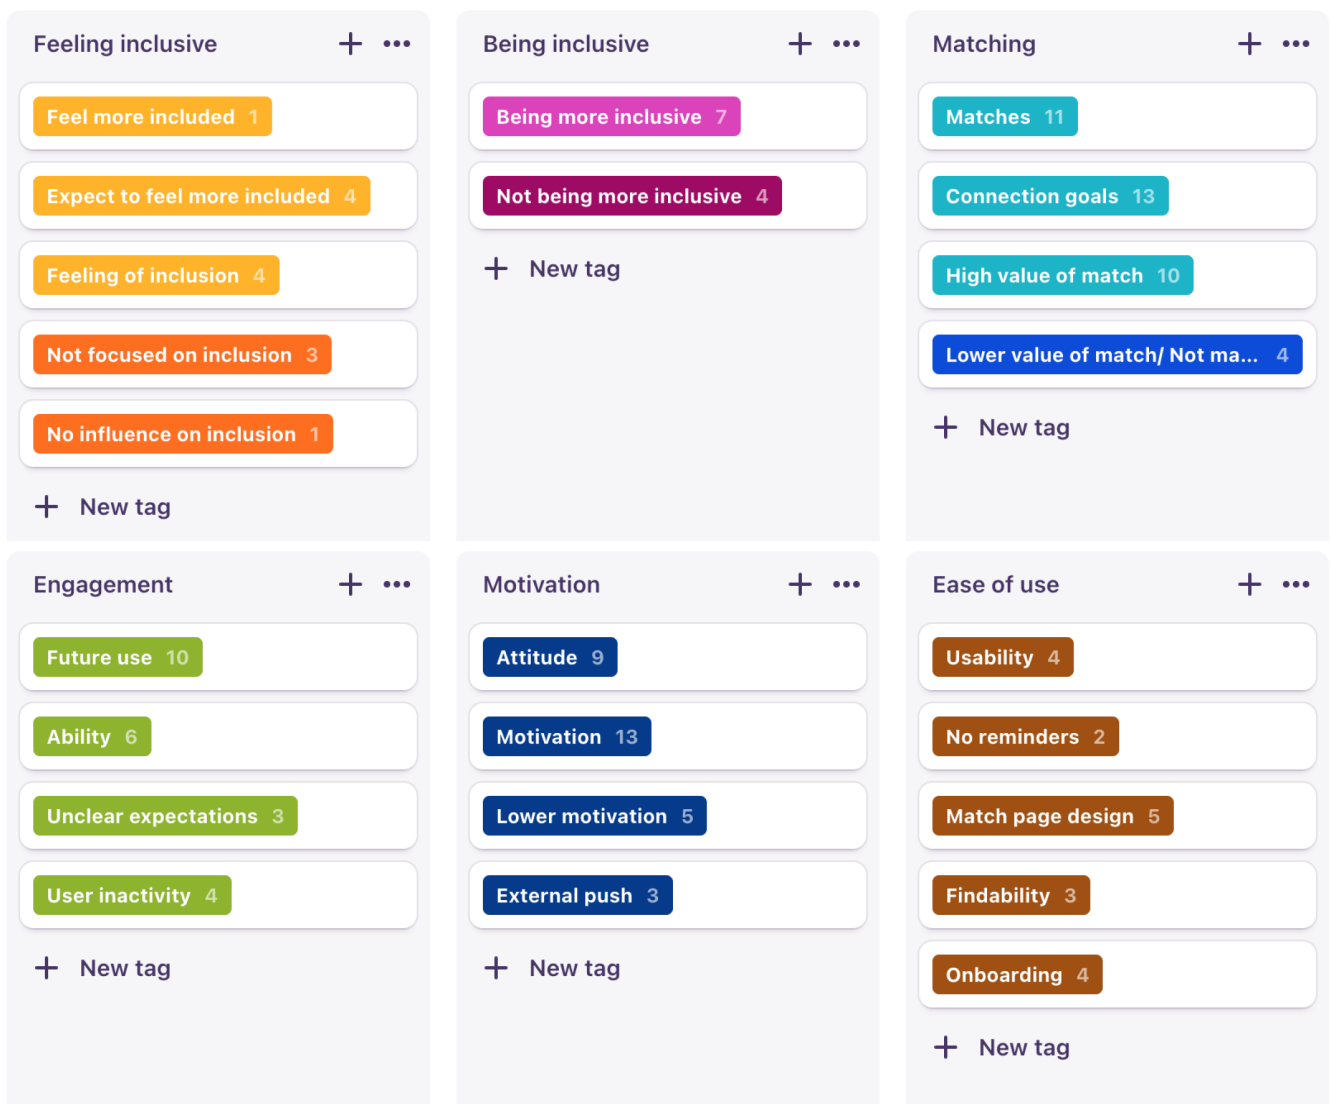 Feeling inclusive
Feel more included 1
Expect to feel more included 4
Feeling of inclusion 4
Not focused on inclusion 3
No influence on inclusion 1
New tag
Being inclusive
Being more inclusive 7
Not being more inclusive 4
New tag
Matching
Matches 11
Connection goals 13
High value of match 10
Lower value of match/ Not ma... 4
New tag
Engagement
Future use 10
Ability 6
Unclear expectations 3
User inactivity 4
New tag
Motivation
Attitude 9
Motivation 13
Lower motivation 5
External push 3
New tag
Ease of use
Usability 4
No reminders 2
Match page design 5
Findability 3
Onboarding 4
New tag